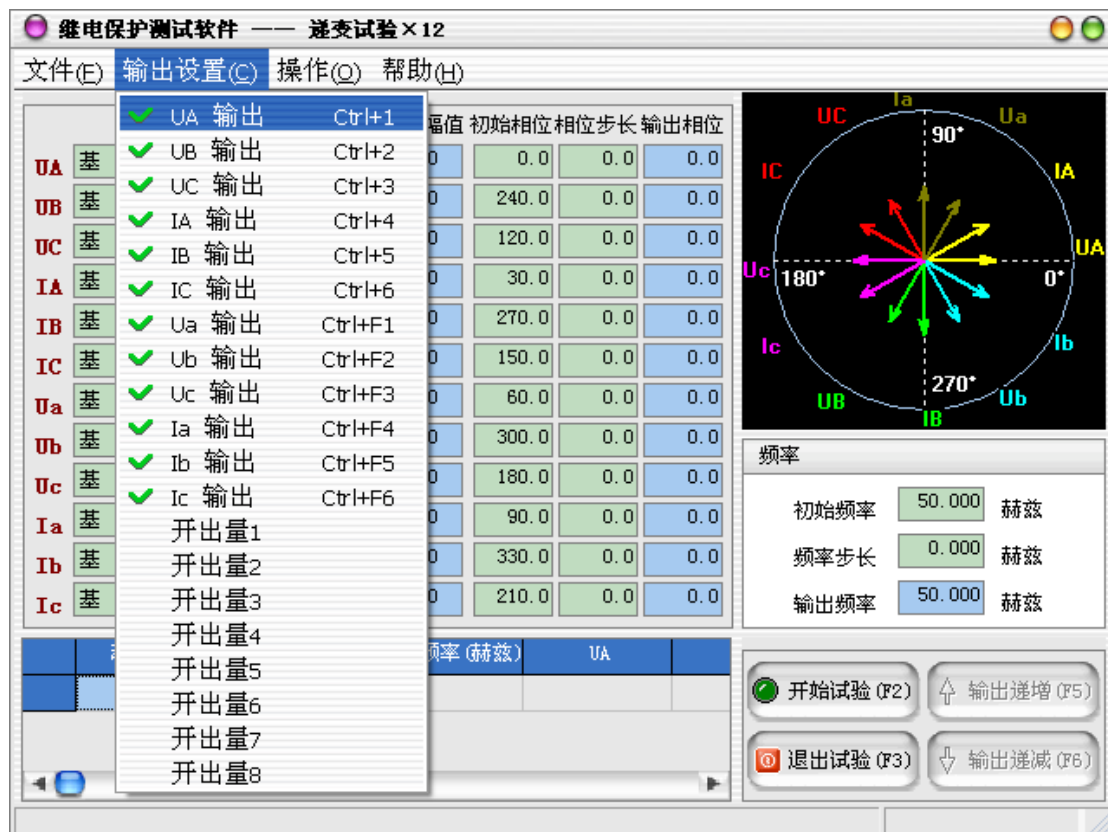 继电保护测试软件 —— 递变试验×12
文件(F) 输出设置(C) 操作(O) 帮助(H)
UA 输出 Ctrl+1
UB 输出 Ctrl+2
UC 输出 Ctrl+3
IA 输出 Ctrl+4
IB 输出 Ctrl+5
IC 输出 Ctrl+6
Ua 输出 Ctrl+F1
Ub 输出 Ctrl+F2
Uc 输出 Ctrl+F3
Ia 输出 Ctrl+F4
Ib 输出 Ctrl+F5
Ic 输出 Ctrl+F6
开出量1
开出量2
开出量3
开出量4
开出量5
开出量6
开出量7
开出量8
幅值 初始相位 相位步长 输出相位
UA 基 0 0.0 0.0 0.0
UB 基 0 240.0 0.0 0.0
UC 基 0 120.0 0.0 0.0
IA 基 0 30.0 0.0 0.0
IB 基 0 270.0 0.0 0.0
IC 基 0 150.0 0.0 0.0
Ua 基 0 60.0 0.0 0.0
Ub 基 0 300.0 0.0 0.0
Uc 基 0 180.0 0.0 0.0
Ia 基 0 90.0 0.0 0.0
Ib 基 0 330.0 0.0 0.0
Ic 基 0 210.0 0.0 0.0
频率(赫兹) UA
Ia
UC
Ua
90°
IC
IA
UA
Uc
180°
0°
Ic
Ib
270°
UB
Ub
IB
频率
初始频率 50.000 赫兹
频率步长 0.000 赫兹
输出频率 50.000 赫兹
开始试验(F2) 输出递增(F5)
退出试验(F3) 输出递减(F6)